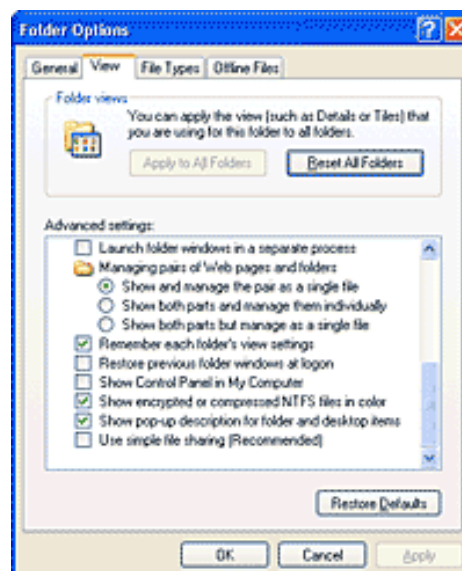 Folder Options
General View File Types Offline Files
Folder views
You can apply the view (such as Details or Tiles) that
you are using for this folder to all folders.
Apply to All Folders Reset All Folders
Advanced settings:
Launch folder windows in a separate process
Managing pairs of Web pages and folders
Show and manage the pair as a single file
Show both parts and manage them individually
Show both parts but manage as a single file
Remember each folder's view settings
Restore previous folder windows at logon
Show Control Panel in My Computer
Show encrypted or compressed NTFS files in color
Show pop-up description for folder and desktop items
Use simple file sharing (Recommended)
Restore Defaults
OK Cancel Apply